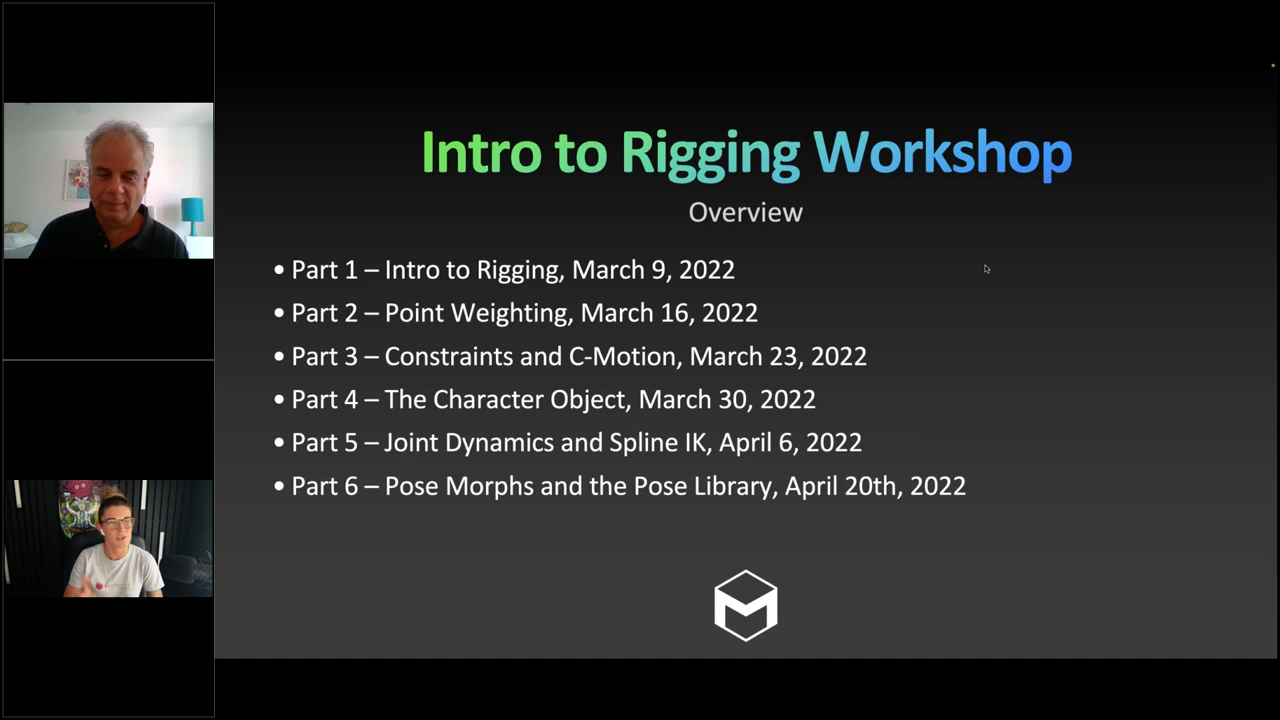 Intro to Rigging Workshop
Overview
• Part 1 – Intro to Rigging, March 9, 2022
• Part 2 – Point Weighting, March 16, 2022
• Part 3 – Constraints and C-Motion, March 23, 2022
• Part 4 – The Character Object, March 30, 2022
• Part 5 – Joint Dynamics and Spline IK, April 6, 2022
• Part 6 – Pose Morphs and the Pose Library, April 20th, 2022